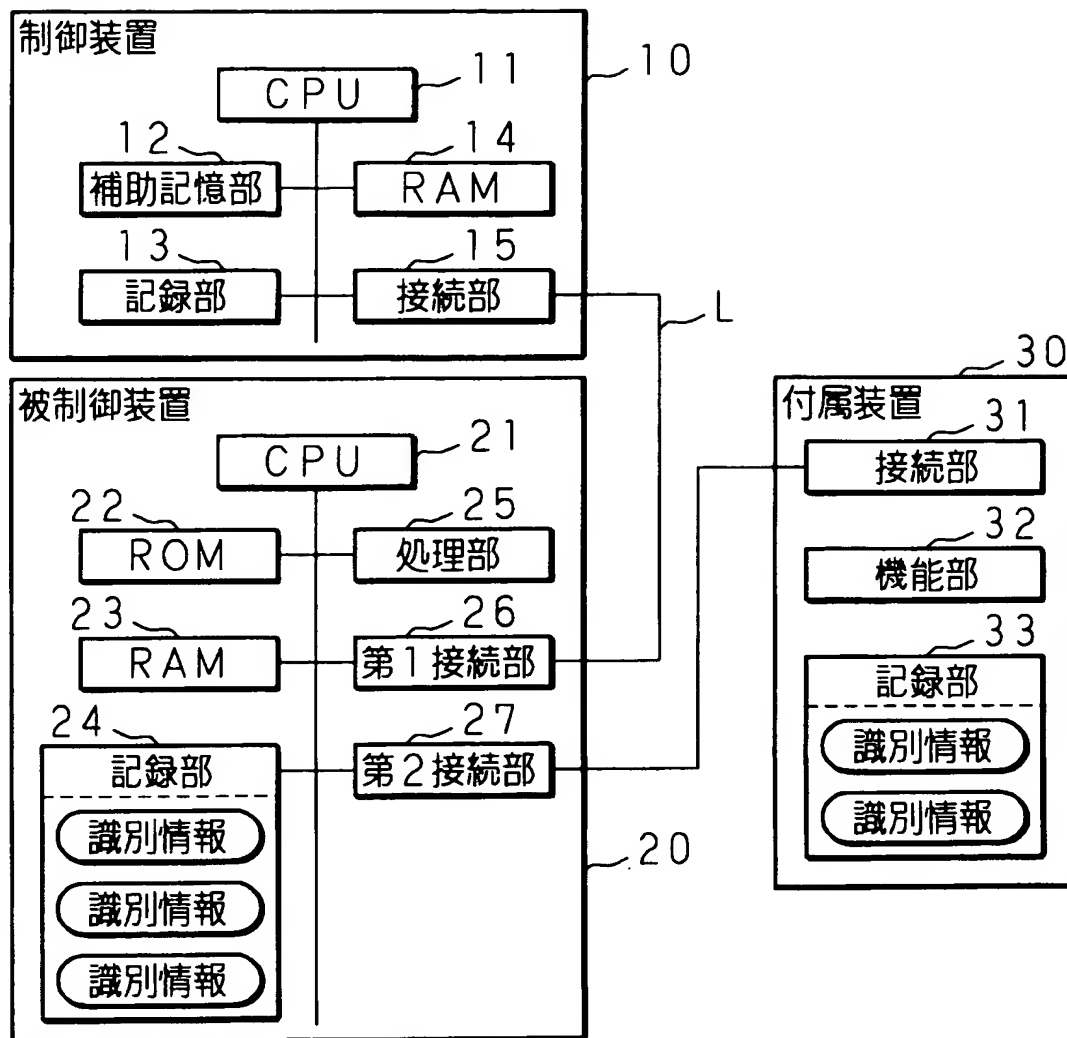 制御装置
10
11
CPU
12
補助記憶部
14
RAM
13
記録部
15
接続部
L
被制御装置
20
21
CPU
22
ROM
25
処理部
23
RAM
26
第1接続部
24
記録部
識別情報
識別情報
識別情報
27
第2接続部
30
付属装置
31
接続部
32
機能部
33
記録部
識別情報
識別情報